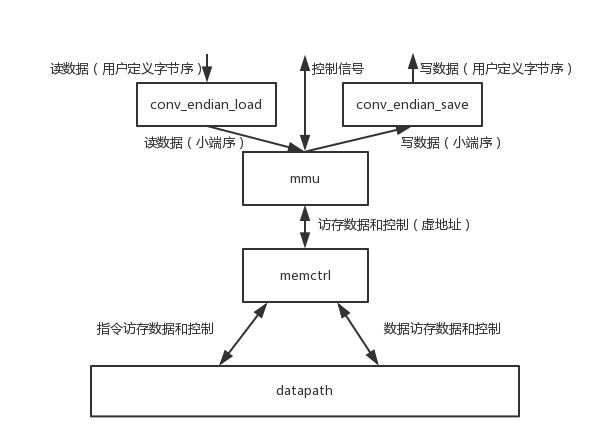 读数据（用户定义字节序）
控制信号
写数据（用户定义字节序）
conv_endian_load
conv_endian_save
读数据（小端序）
写数据（小端序）
mmu
访存数据和控制（虚地址）
memctrl
指令访存数据和控制
数据访存数据和控制
datapath